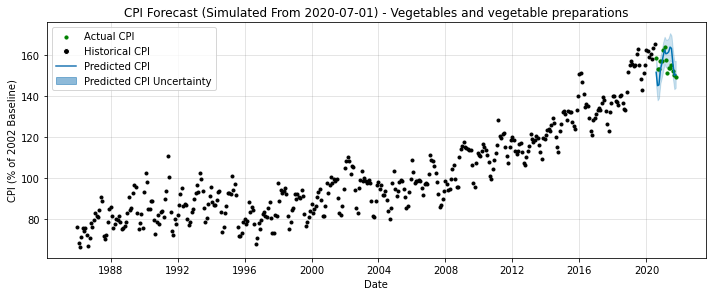 CPI Forecast (Simulated From 2020-07-01) - Vegetables and vegetable preparations
Actual CPI
Historical CPI
Predicted CPI
Predicted CPI Uncertainty
CPI (% of 2002 Baseline)
160
140
120
100
80
1988 1992 1996 2000 2004 2008 2012 2016 2020
Date